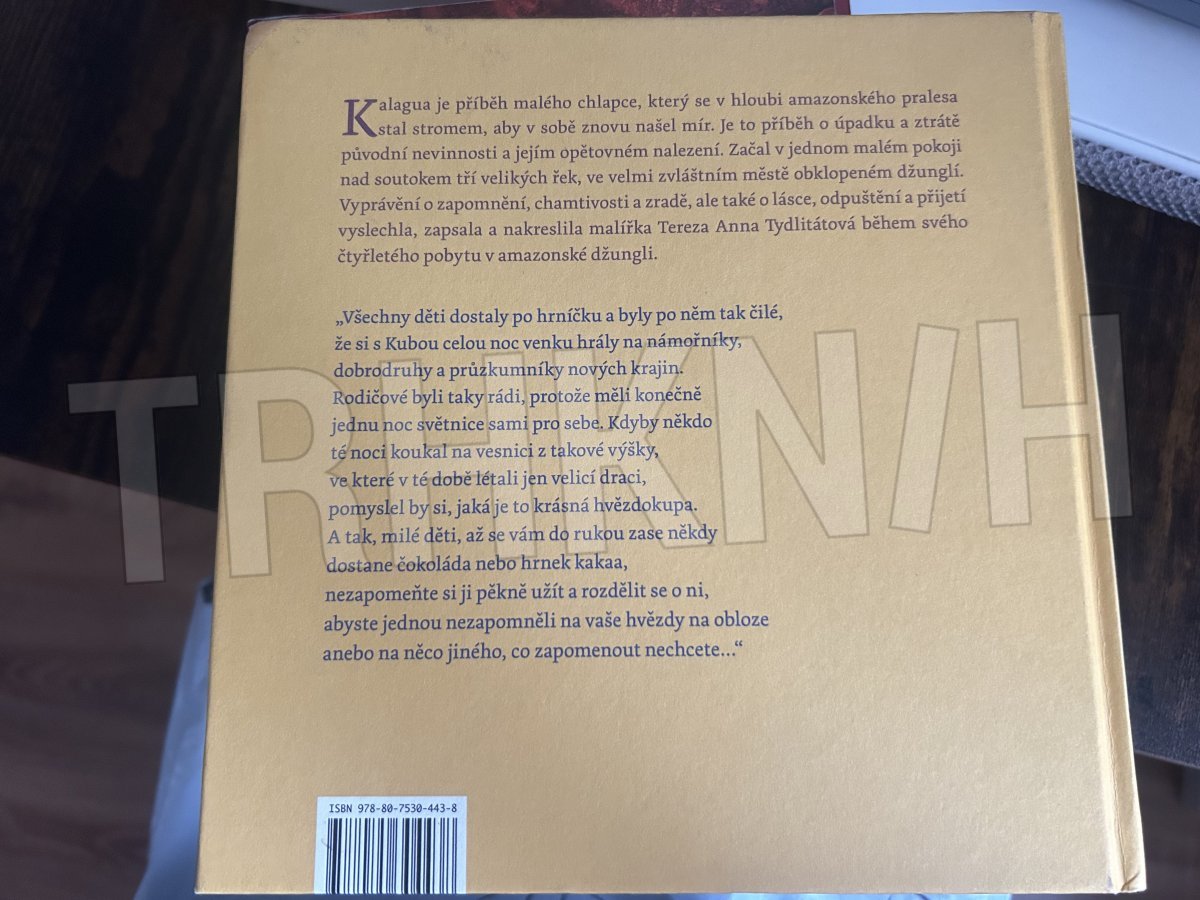 Kalagua je příběh malého chlapce, který se v hloubi amazonského pralesa
stal stromem, aby v sobě znovu našel mír. Je to příběh o úpadku a ztrátě
původní nevinnosti a jejím opětovném nalezení. Začal v jednom malém pokoji
nad soutokem tří velikých řek, ve velmi zvláštním městě obklopeném džunglí.
Vyprávění o zapomnění, chamtivosti a zradě, ale také o lásce, odpuštění a přijetí
vyslechla, zapsala a nakreslila malířka Tereza Anna Tydlitátová během svého
čtyřletého pobytu v amazonské džungli.
„Všechny děti dostaly po hrníčku a byly po něm tak čilé,
že si s Kubou celou noc venku hrály na námořníky,
dobrodruhy a průzkumníky nových krajin.
Rodičové byli taky rádi, protože měli konečně
jednu noc světnice sami pro sebe. Kdyby někdo
té noci koukal na vesnici z takové výšky,
ve které v té době létali jen velicí draci,
pomyslel by si, jaká je to krásná hvězdokupa.
A tak, milé děti, až se vám do rukou zase někdy
dostane čokoláda nebo hrnek kakaa,
nezapomeňte si ji pěkně užít a rozdělit se o ni,
abyste jednou nezapomněli na vaše hvězdy na obloze
anebo na něco jiného, co zapomenout nechcete…“
TRHKN/H
ISBN 978-80-7530-443-8